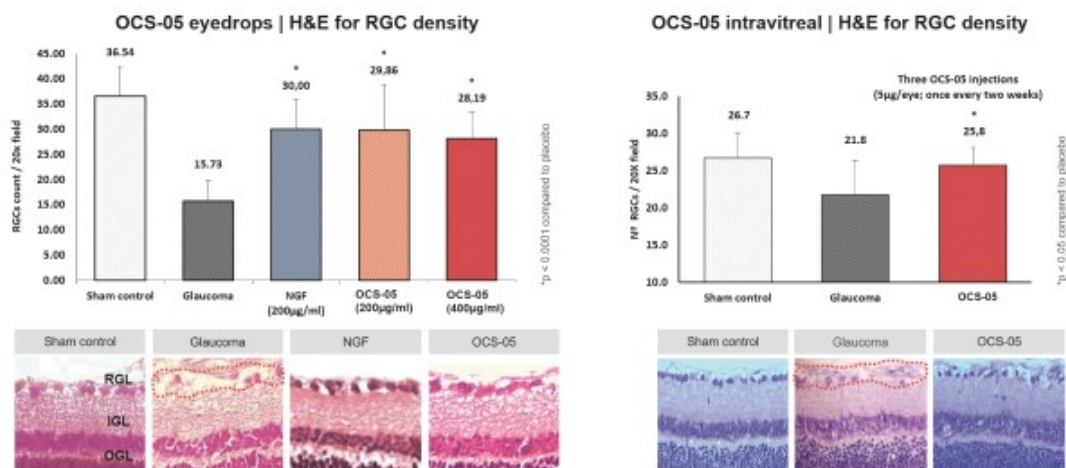 OCS-05 eyedrops | H&E for RGC density
RGCs count / 20x field
45.00
40.00
35.00
30.00
25.00
20.00
15.00
10.00
5.00
0.00
36.54
15.73
*
30,00
*
29,86
*
28,19
Sham control
Glaucoma
NGF
(200µg/ml)
OCS-05
(200µg/ml)
OCS-05
(400µg/ml)
*p < 0.0001 compared to placebo
Sham control
Glaucoma
NGF
OCS-05
RGL
IGL
OGL
OCS-05 intravitreal | H&E for RGC density
Three OCS-05 injections
(5µg/eye; once every two weeks)
Nº RGCs / 20X field
35.0
30.0
25.0
20.0
15.0
10.0
26.7
21.8
*
25,8
Sham control
Glaucoma
OCS-05
*p < 0.05 compared to placebo
Sham control
Glaucoma
OCS-05